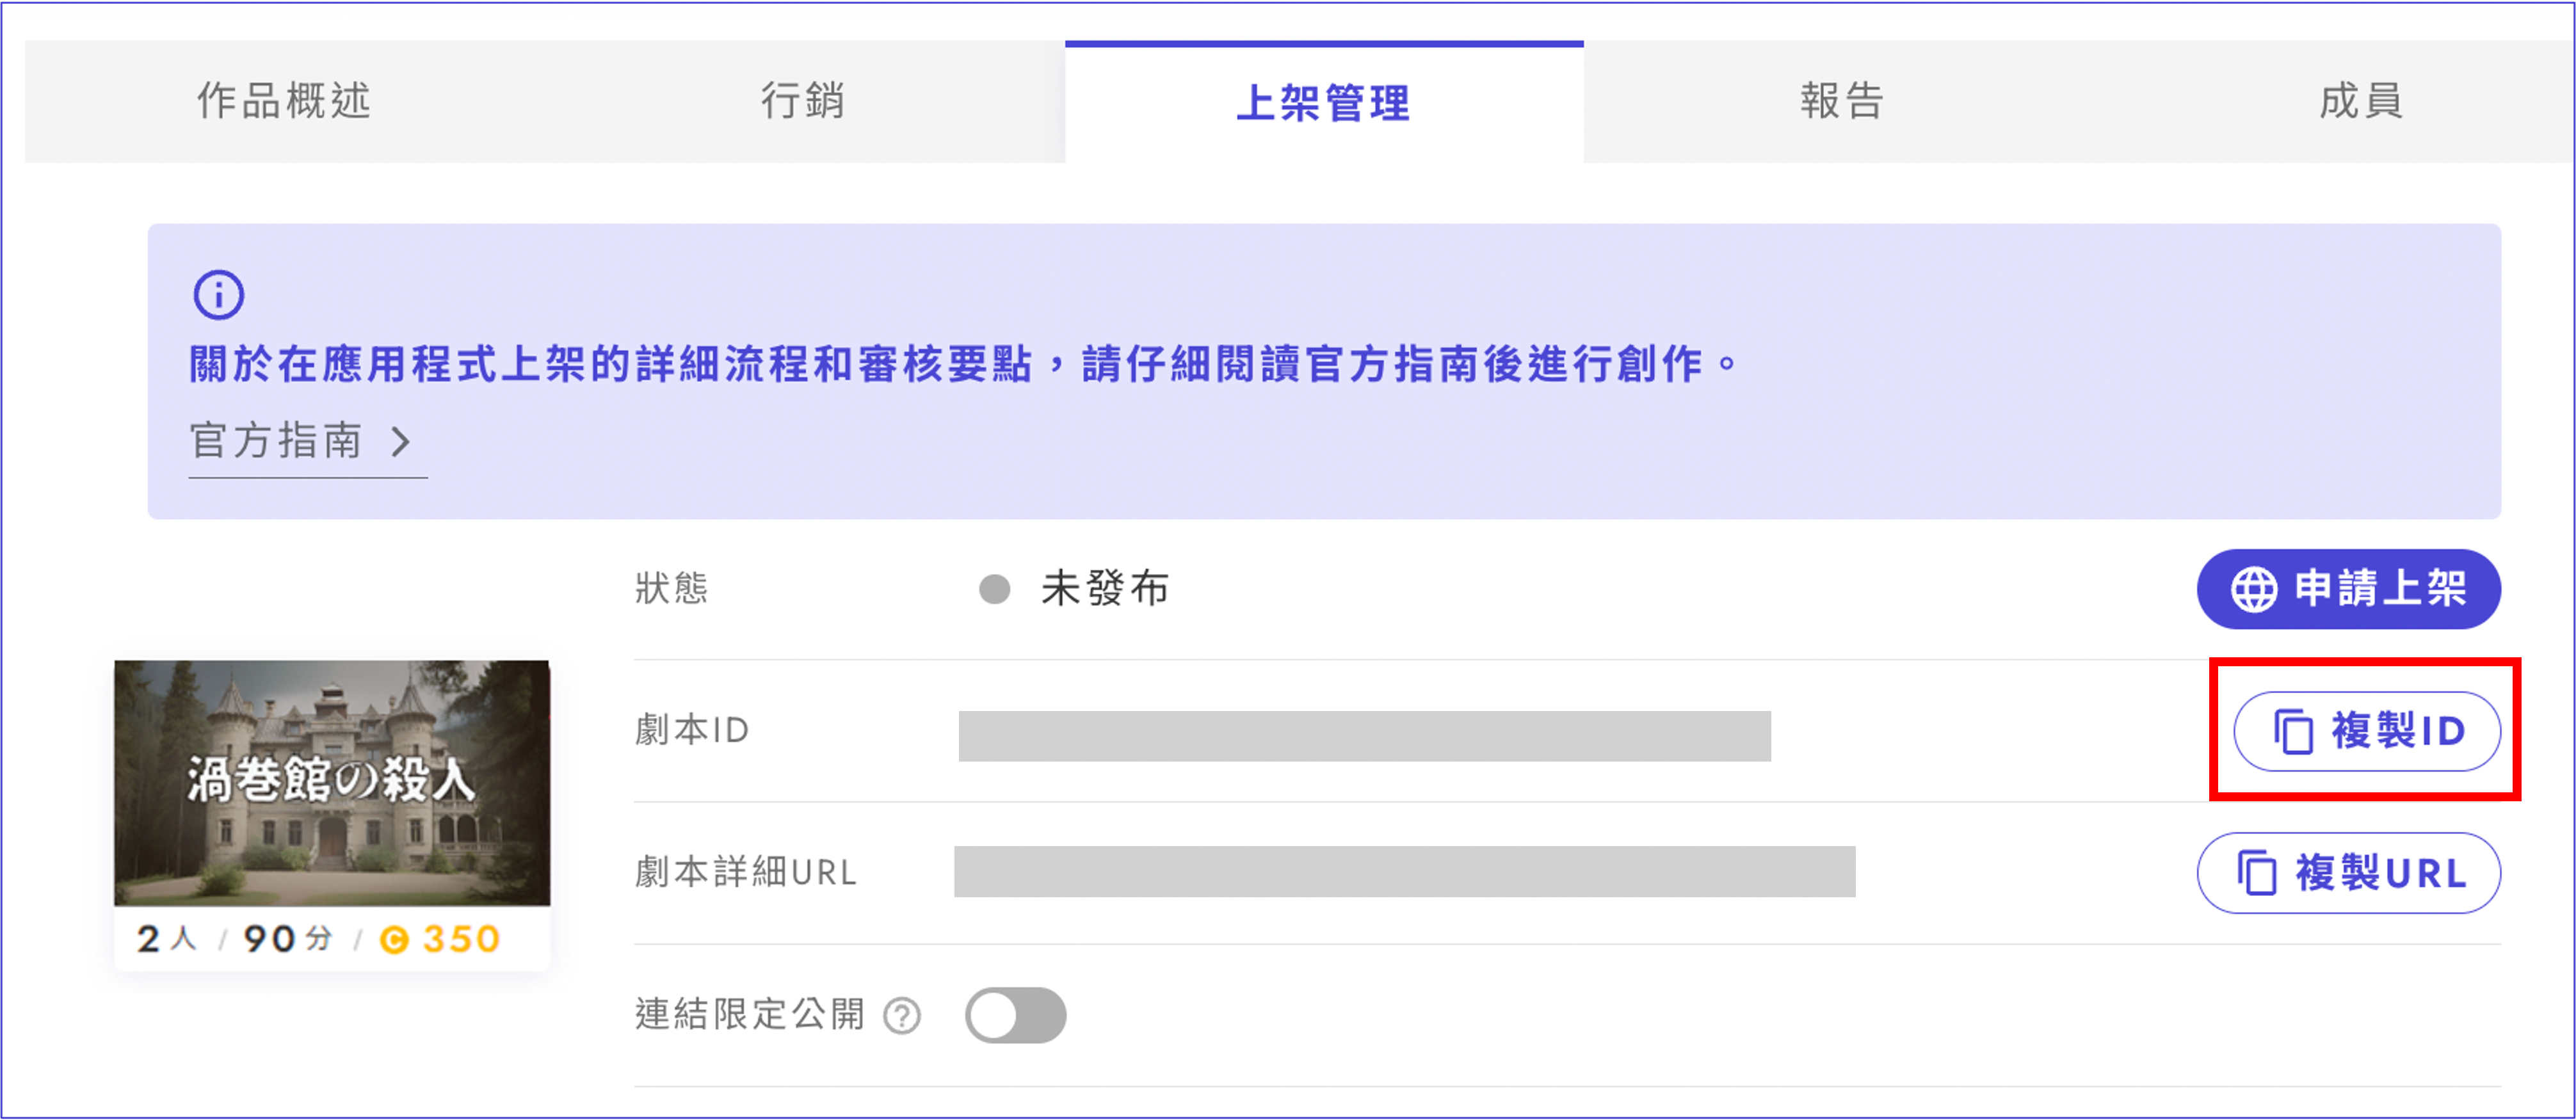 作品概述
行銷
上架管理
報告
成員
關於在應用程式上架的詳細流程和審核要點，請仔細閱讀官方指南後進行創作。
官方指南
狀態
未發布
申請上架
劇本ID
複製ID
渦巻館の殺人
劇本詳細URL
複製URL
2人 / 90分 / C 350
連結限定公開 ?